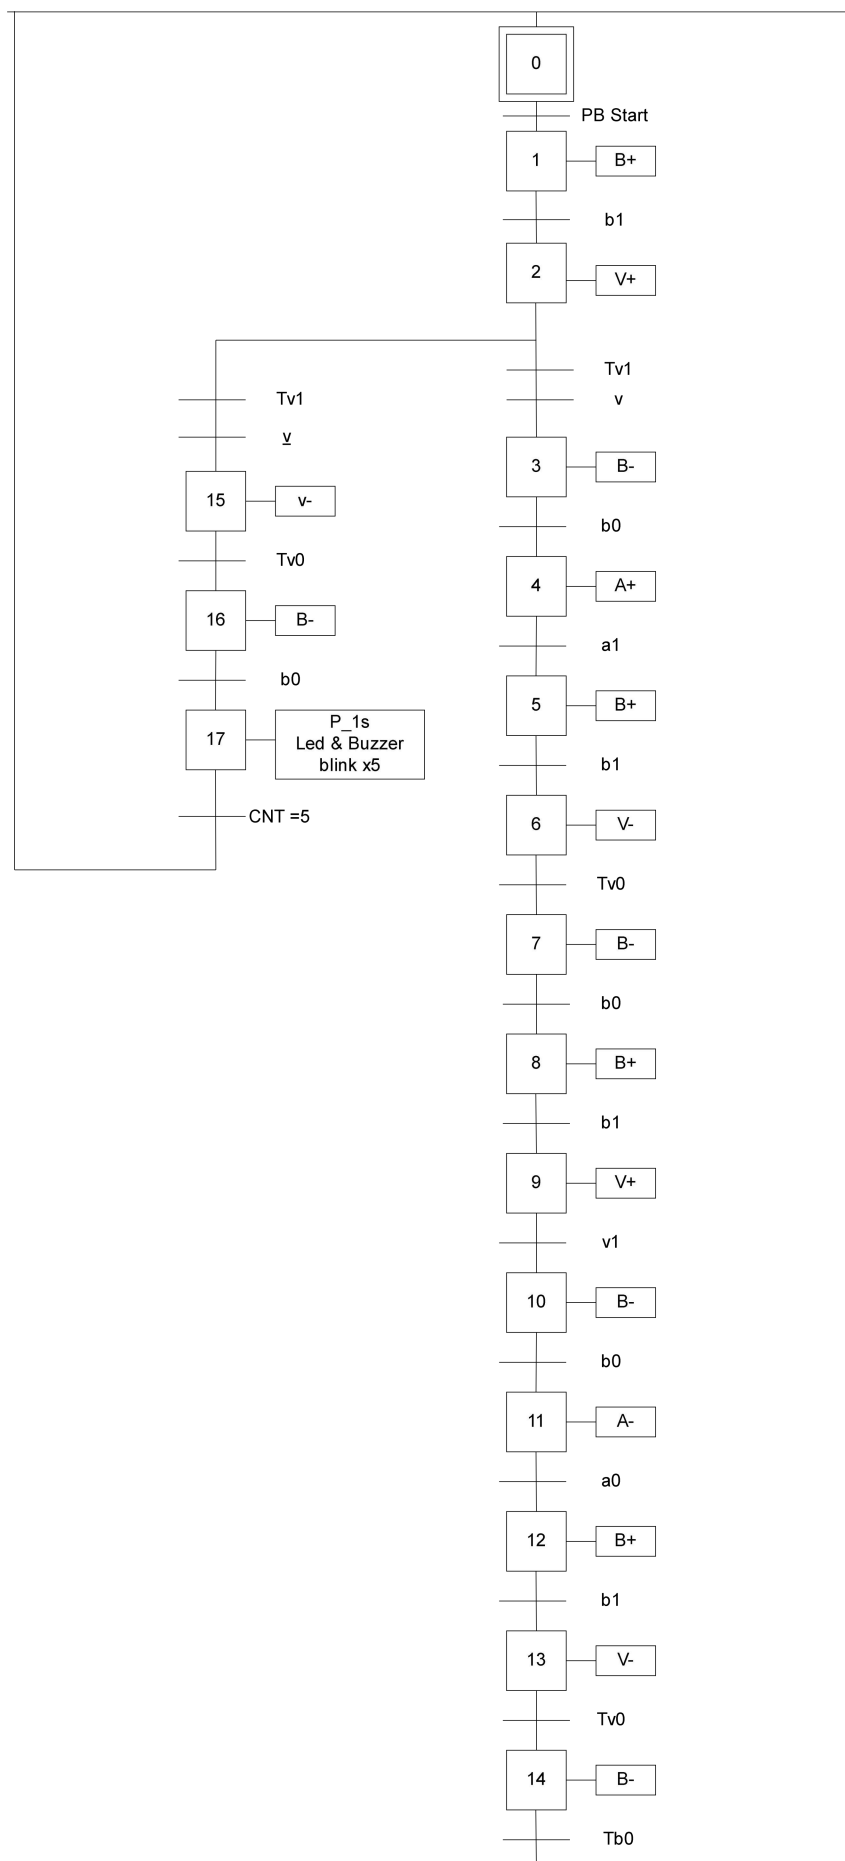 0
PB Start
1
B+
b1
2
V+
Tv1
v
3
B-
b0
4
A+
a1
5
B+
b1
6
V-
Tv0
7
B-
b0
8
B+
b1
9
V+
v1
10
B-
b0
11
A-
a0
12
B+
b1
13
V-
Tv0
14
B-
Tb0
Tv1
v
15
v-
Tv0
16
B-
b0
17
P_1s
Led & Buzzer
blink x5
CNT =5